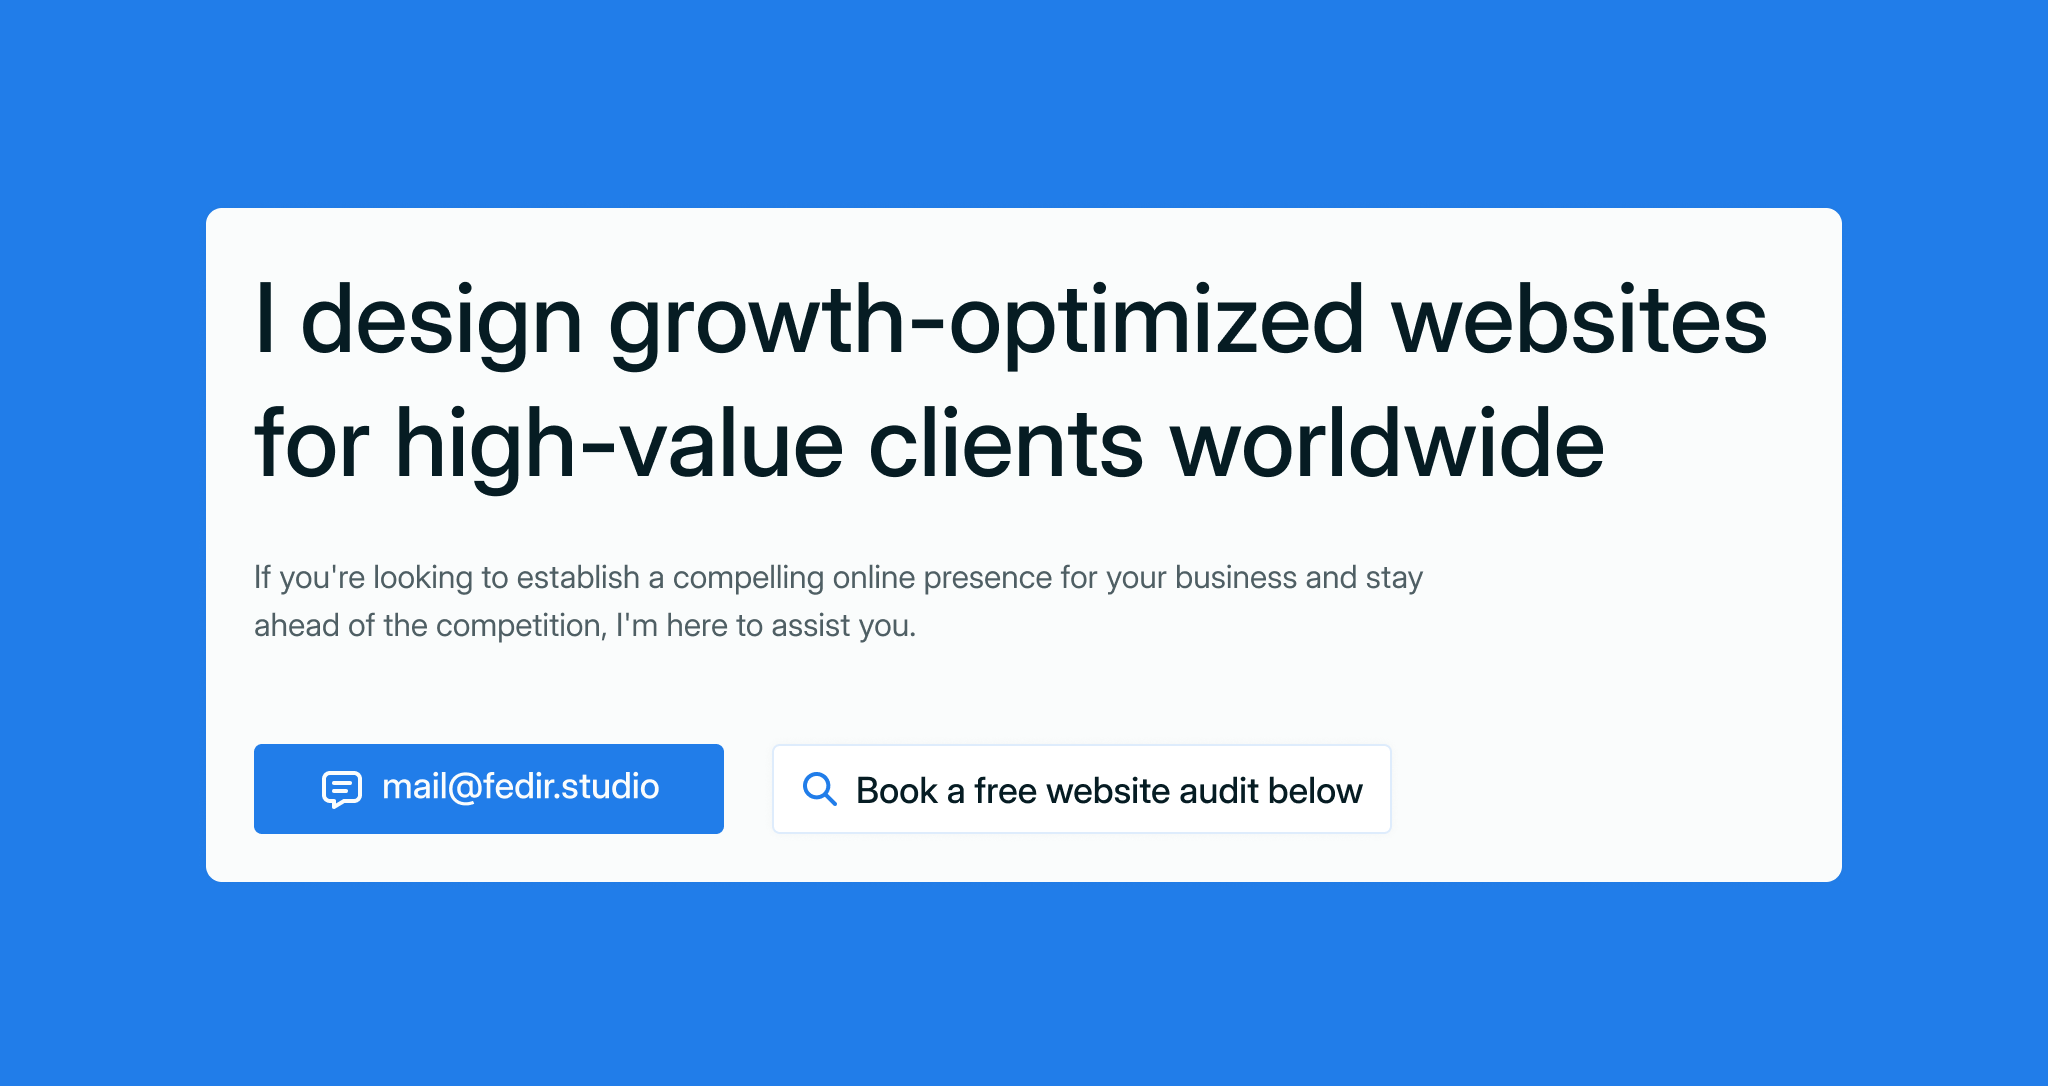 I design growth-optimized websites
for high-value clients worldwide
If you're looking to establish a compelling online presence for your business and stay
ahead of the competition, I'm here to assist you.
mail@fedir.studio
Book a free website audit below